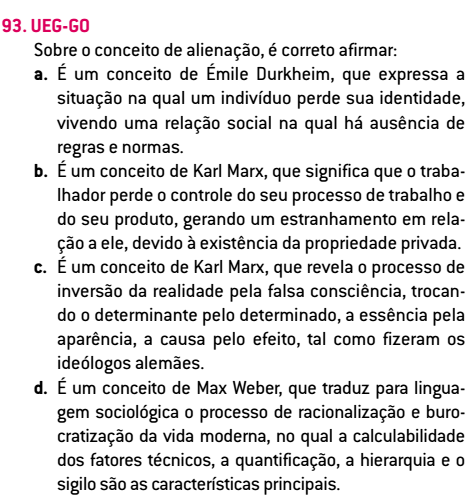 93. UEG-GO
Sobre o conceito de alienação, é correto afirmar:
a. É um conceito de Émile Durkheim, que expressa a
situação na qual um indivíduo perde sua identidade,
vivendo uma relação social na qual há ausência de
regras e normas.
b. É um conceito de Karl Marx, que significa que o traba-
lhador perde o controle do seu processo de trabalho e
do seu produto, gerando um estranhamento em rela-
ção a ele, devido à existência da propriedade privada.
c. É um conceito de Karl Marx, que revela o processo de
inversão da realidade pela falsa consciência, trocan-
do o determinante pelo determinado, a essência pela
aparência, a causa pelo efeito, tal como fizeram os
ideólogos alemães.
d. É um conceito de Max Weber, que traduz para lingua-
gem sociológica o processo de racionalização e buro-
cratização da vida moderna, no qual a calculabilidade
dos fatores técnicos, a quantificação, a hierarquia e o
sigilo são as características principais.